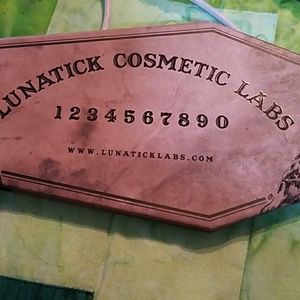 LUNATICK COSMETIC LABS
1234567890
WWW.LUNATICKLABS.COM